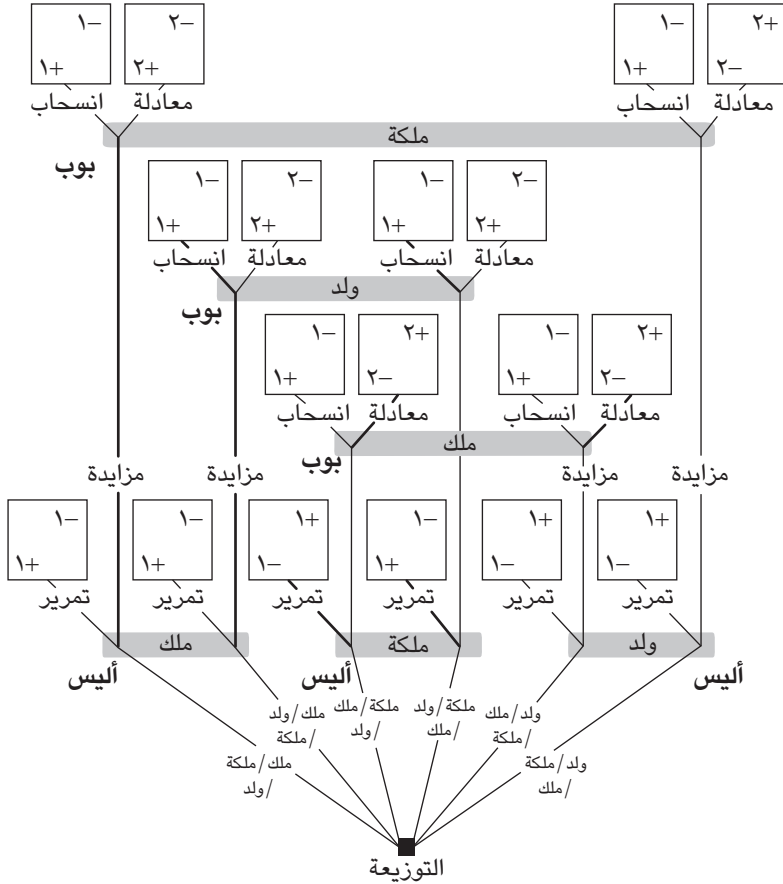 +٢ –١ –٢ –١
–٢ +١ +٢ +١
معادلة انسحاب معادلة انسحاب
ملكة
بوب
–٢ –١ –٢ –١
+٢ +١ +٢ +١
معادلة انسحاب معادلة انسحاب
ولد
بوب
+٢ –١ +٢ –١
–٢ +١ –٢ +١
معادلة انسحاب معادلة انسحاب
ملك
بوب
مزايدة مزايدة مزايدة مزايدة
+١ +١ –١ +١ –١ –١
–١ –١ +١ –١ +١ +١
تمرير تمرير تمرير تمرير تمرير تمرير
ولد ملكة ملك
أليس أليس أليس
ولد/ملك ملكة/ولد ملكة/ملك ملك/ولد
/ملكة /ملك /ولد /ملكة
ولد/ملكة ملك/ملكة
/ملك /ولد
التوزيعة